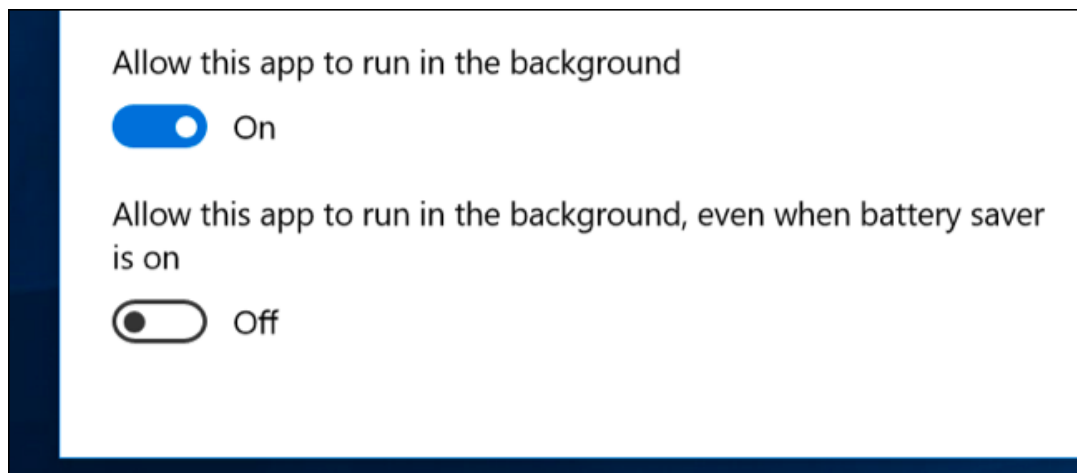 Allow this app to run in the background
On
Allow this app to run in the background, even when battery saver
is on
Off